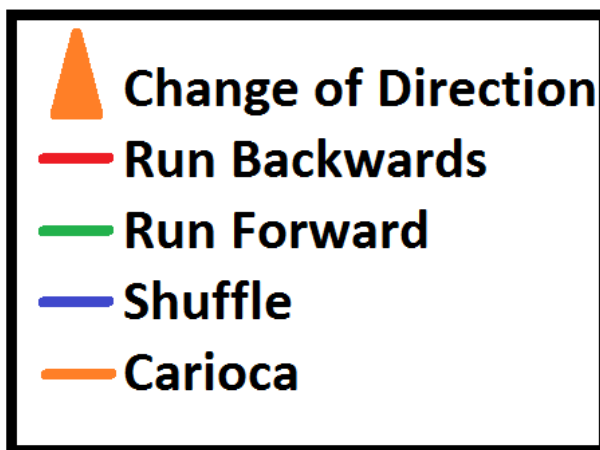 Change of Direction
Run Backwards
Run Forward
Shuffle
Carioca